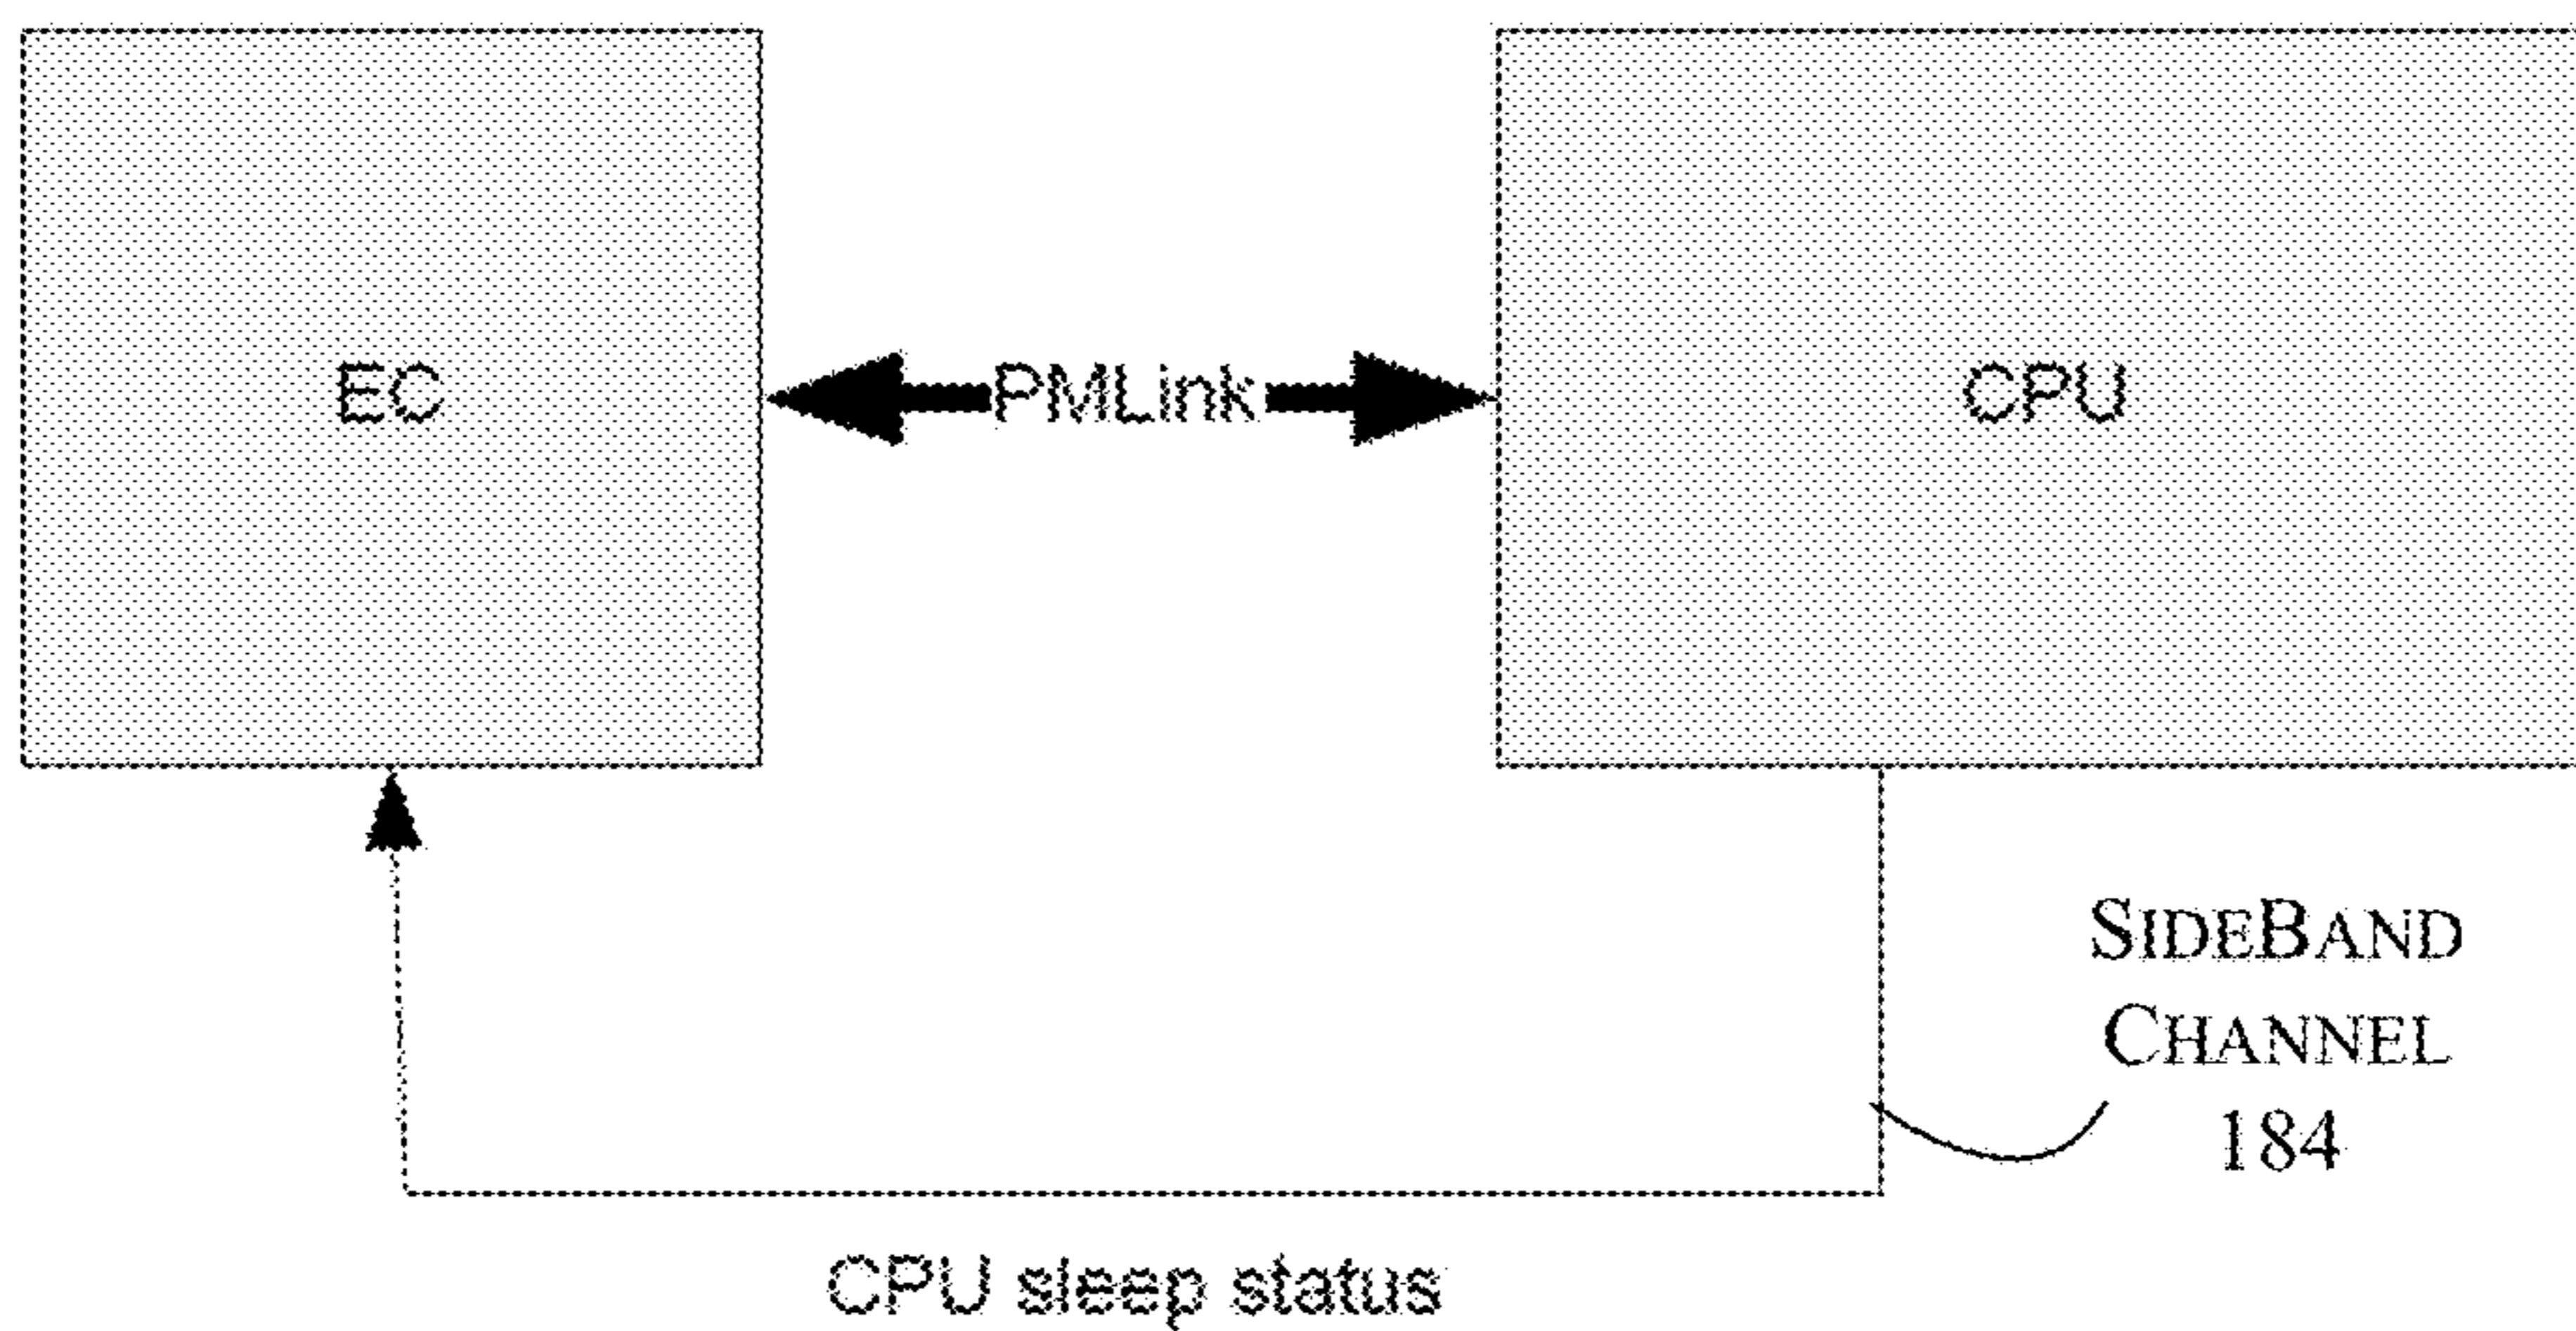 EC
PMLink
CPU
SIDEBAND
CHANNEL
184
CPU sleep status